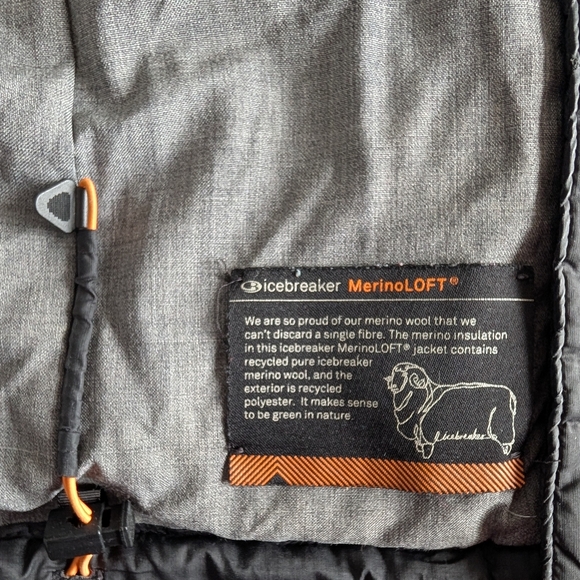 icebreaker MerinoLOFT®
We are so proud of our merino wool that we
can't discard a single fibre. The merino insulation
in this icebreaker MerinoLOFT® jacket contains
recycled pure icebreaker
merino wool, and the
exterior is recycled
polyester. It makes sense
to be green in nature
icebreaker